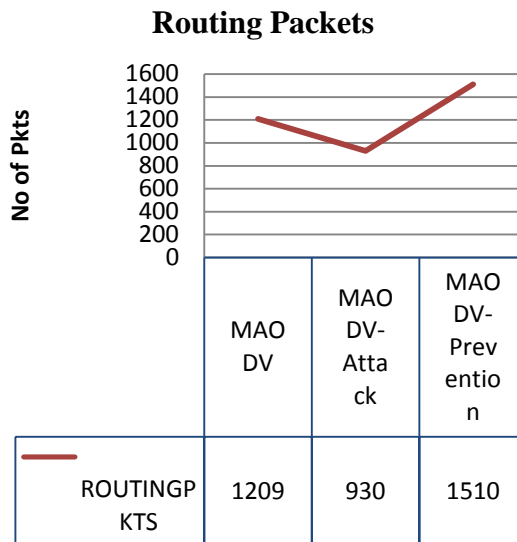 Routing Packets
No of Pkts
1600
1400
1200
1000
800
600
400
200
0
MAO
DV
MAO
DV-
Atta
ck
MAO
DV-
Prev
entio
n
ROUTINGP
KTS
1209
930
1510